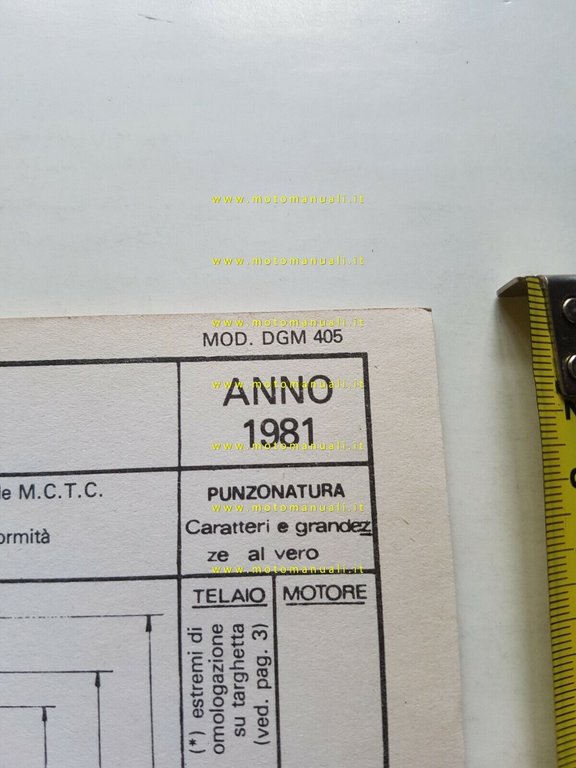 www.motomanuali.it
www.motomanuali.it
www.motomanuali.it
MOD. DGM 405
www.motomanuali.it
ANNO
1981
www.motomanuali.it
le M.C.T.C.
PUNZONATURA
www.motomanuali.it
Caratteri e grandez
ormità
ze al vero
www.motomanuali.it
TELAIO
MOTORE
(*) estremi di
omologazione
su targhetta
(ved. pag. 3)